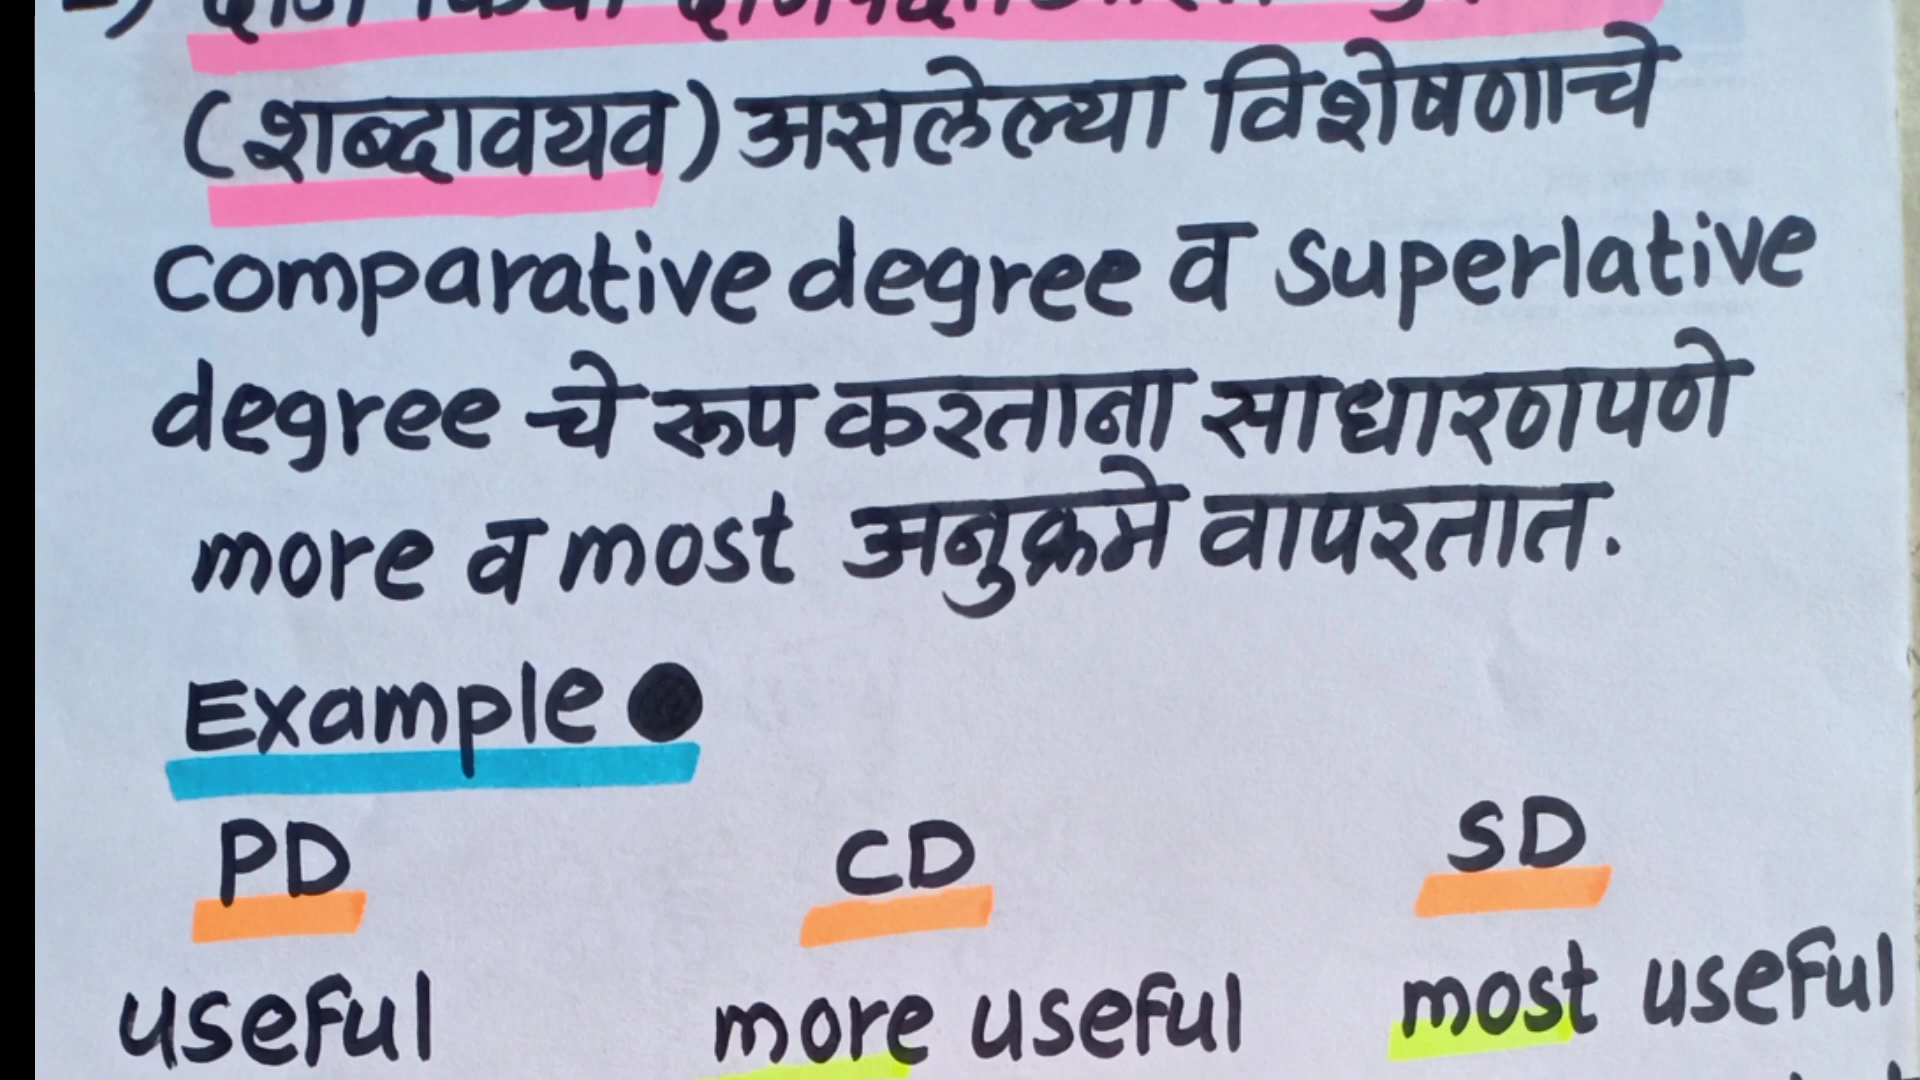 (शब्दावयव) असलेल्या विशेषणाचे
comparative degree व superlative
degree चे रूप करताना साधारणपणे
more व most अनुक्रमे वापरतात.
Example ●
PD CD SD
useful more useful most useful